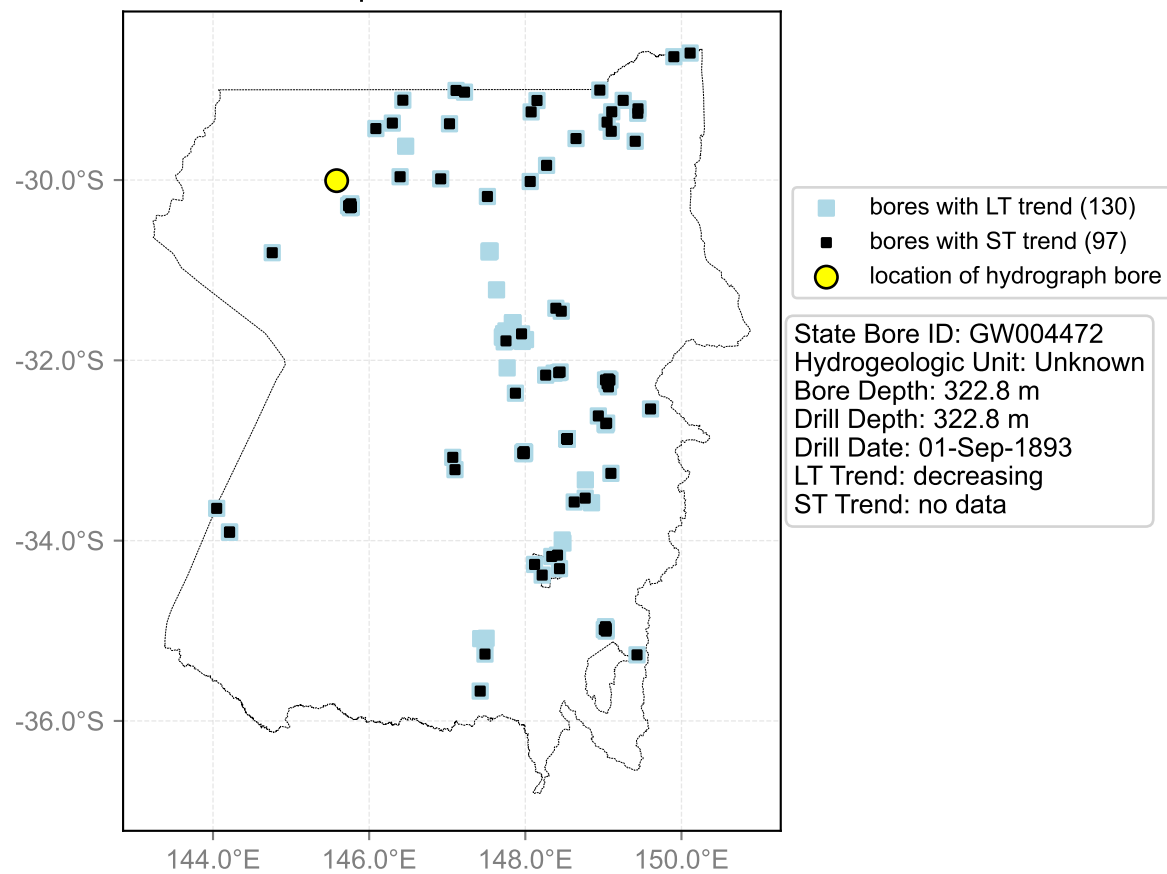 -30.0°S
-32.0°S
-34.0°S
-36.0°S
144.0°E
146.0°E
148.0°E
150.0°E
bores with LT trend (130)
bores with ST trend (97)
location of hydrograph bore
State Bore ID: GW004472
Hydrogeologic Unit: Unknown
Bore Depth: 322.8 m
Drill Depth: 322.8 m
Drill Date: 01-Sep-1893
LT Trend: decreasing
ST Trend: no data